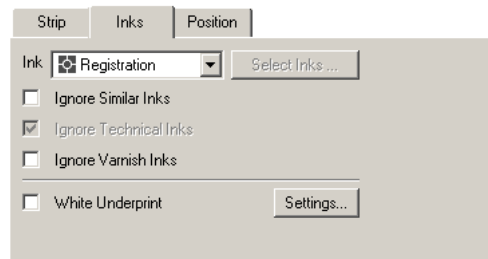 Strip Inks Position
Ink Registration Select Inks ...
Ignore Similar Inks
Ignore Technical Inks
Ignore Varnish Inks
White Underprint Settings...